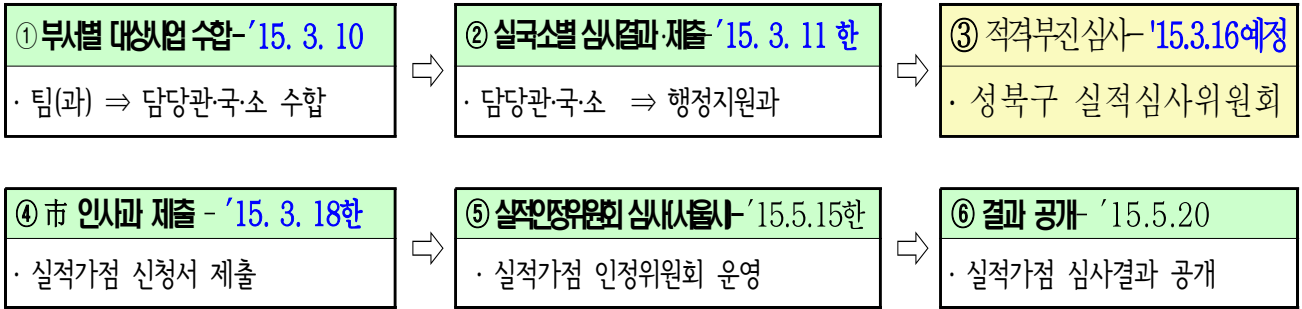 ① 부서별 대상사업 수합-′15. 3. 10
· 팀(과) ⇒ 담당관·국·소 수합
② 실국소별 심사결과·제출-′15. 3. 11 한
· 담당관·국·소 ⇒ 행정지원과
③ 적격부진심사- '15.3.16예정
· 성북구 실적심사위원회
④ 市 인사과 제출 - ′15. 3. 18한
· 실적가점 신청서 제출
⑤ 실적인정위원회 심사(서울시)-′15.5.15한
· 실적가점 인정위원회 운영
⑥ 결과 공개- ′15.5.20
· 실적가점 심사결과 공개